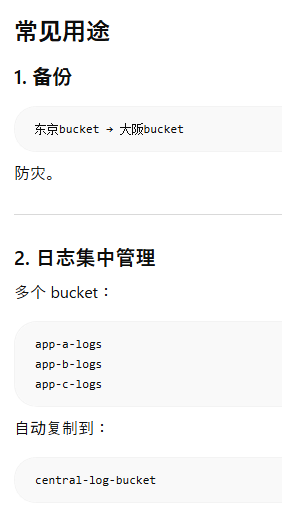 常见用途
1. 备份
东京bucket → 大阪bucket
防灾。
2. 日志集中管理
多个 bucket：
app-a-logs
app-b-logs
app-c-logs
自动复制到：
central-log-bucket